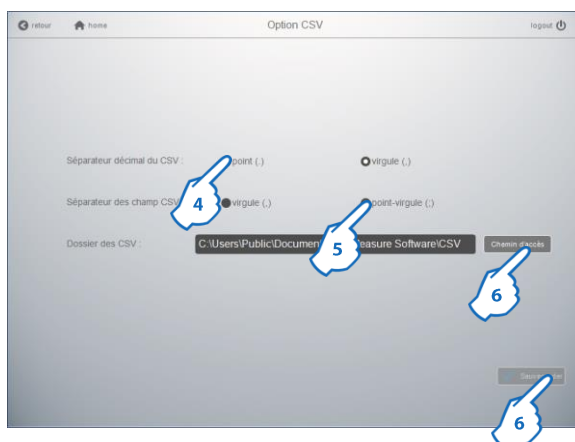 retour home Option CSV logout
Séparateur décimal du CSV : point (.) virgule (,)
Séparateur des champ CSV virgule (,) point-virgule (;)
4
5
Dossier des CSV : C:\Users\Public\Documen easure Software\CSV Chemin d'accès
6
6